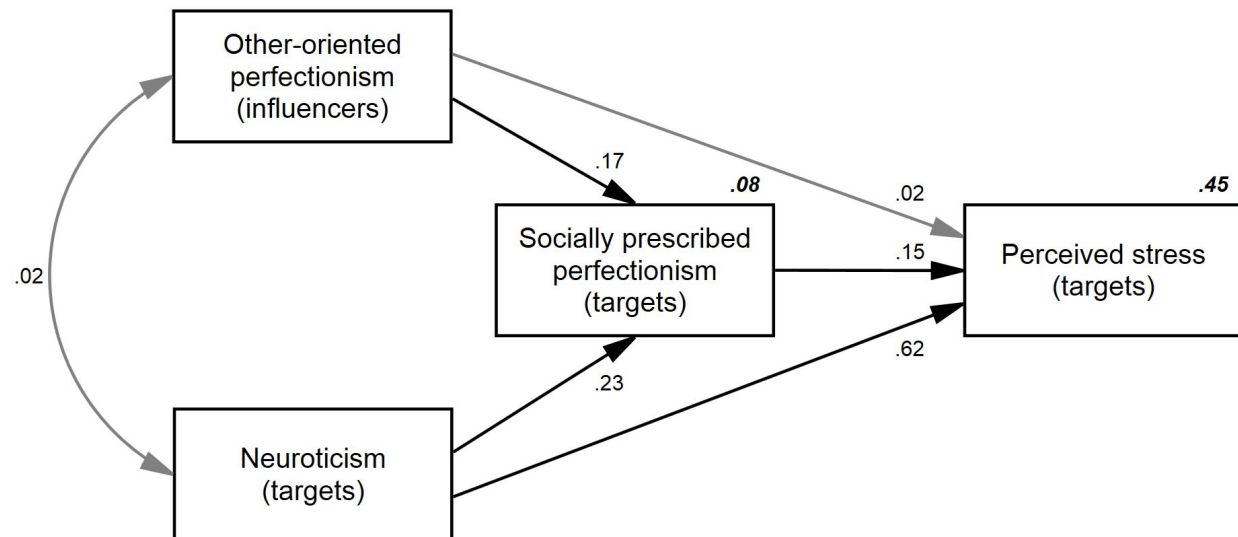 Other-oriented
perfectionism
(influencers)
.17
.08
.02
.45
Socially prescribed
perfectionism
(targets)
.15
Perceived stress
(targets)
.02
.23
.62
Neuroticism
(targets)